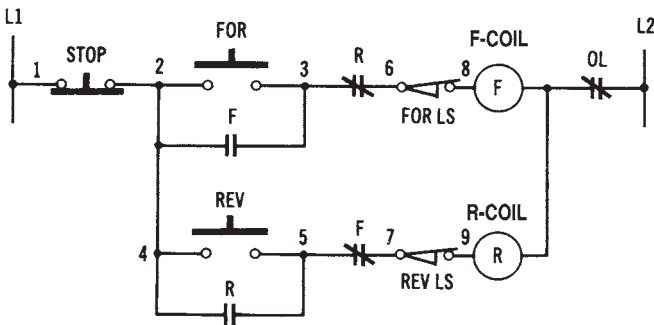 L1
STOP
FOR
F-COIL
L2
1
2
3
R
6
8
OL
F
FOR LS
F
REV
R-COIL
4
5
F
7
9
R
REV LS
R